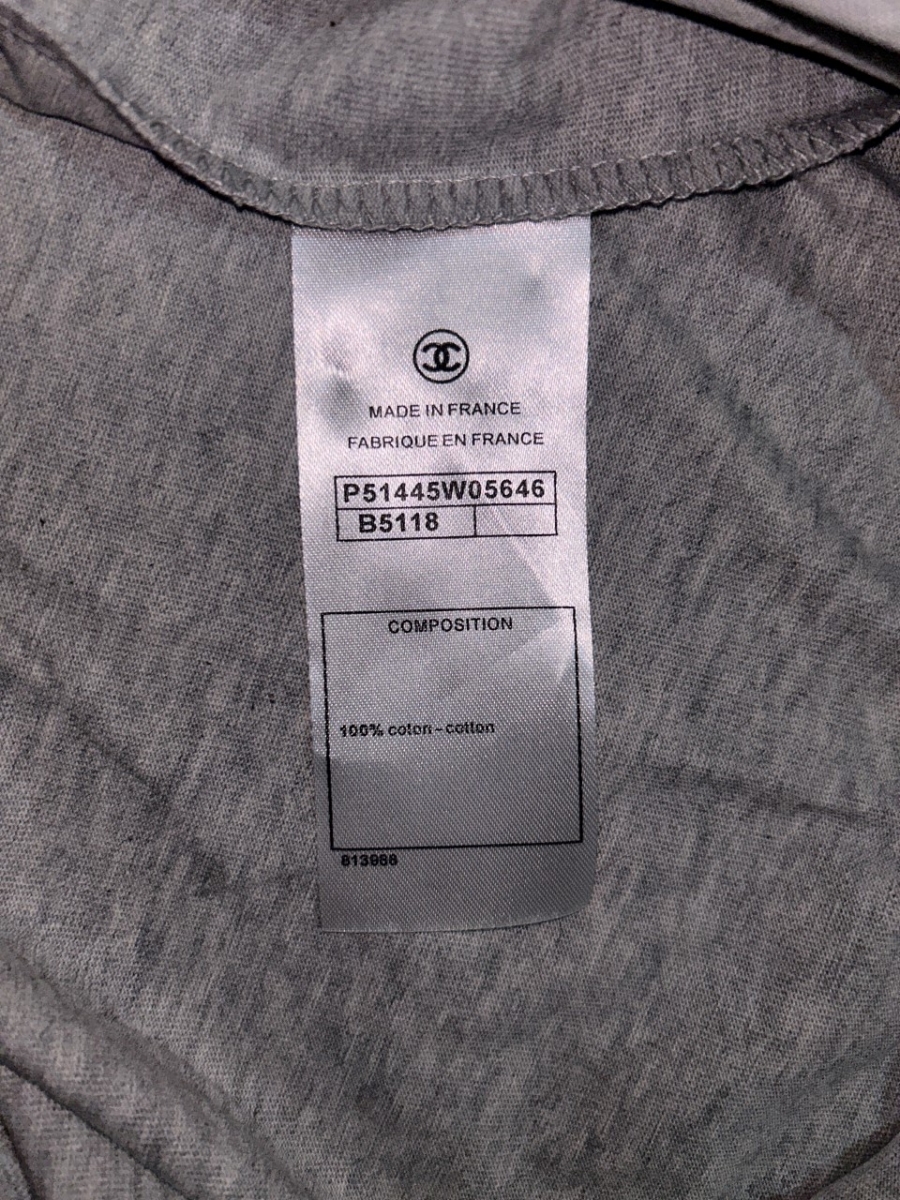 MADE IN FRANCE
FABRIQUE EN FRANCE
P51445W05646
B5118
COMPOSITION
100% coton-cotton
813988